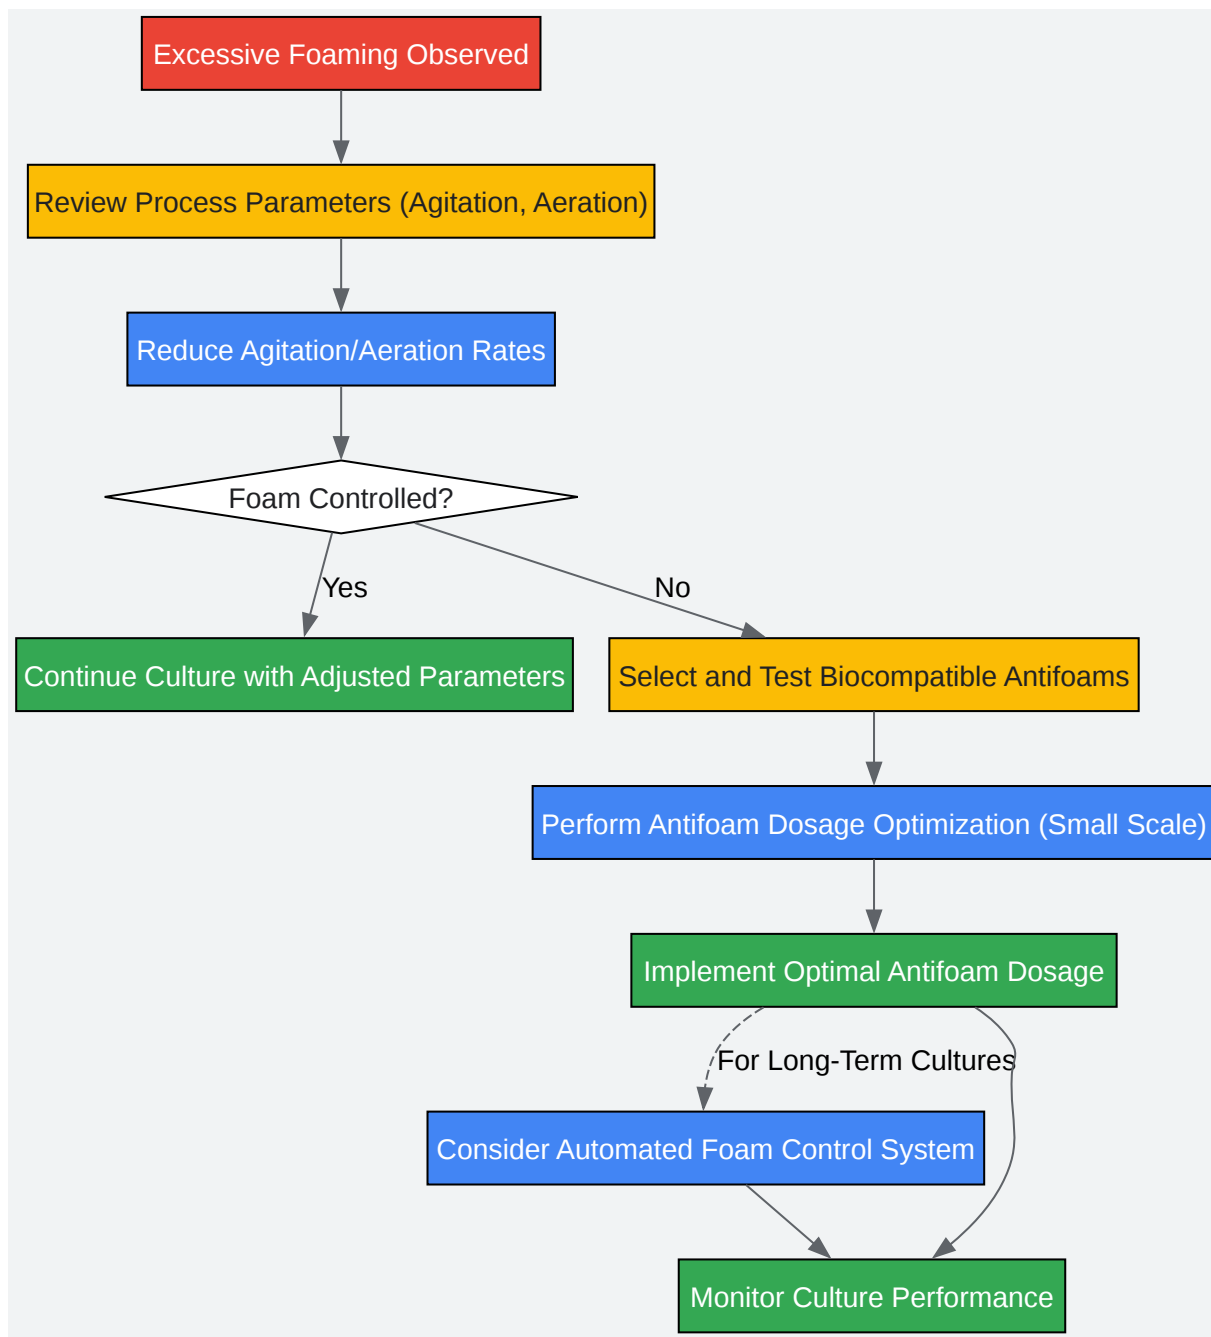 Excessive Foaming Observed
Review Process Parameters (Agitation, Aeration)
Reduce Agitation/Aeration Rates
Foam Controlled?
Yes
No
Continue Culture with Adjusted Parameters
Select and Test Biocompatible Antifoams
Perform Antifoam Dosage Optimization (Small Scale)
Implement Optimal Antifoam Dosage
For Long-Term Cultures
Consider Automated Foam Control System
Monitor Culture Performance